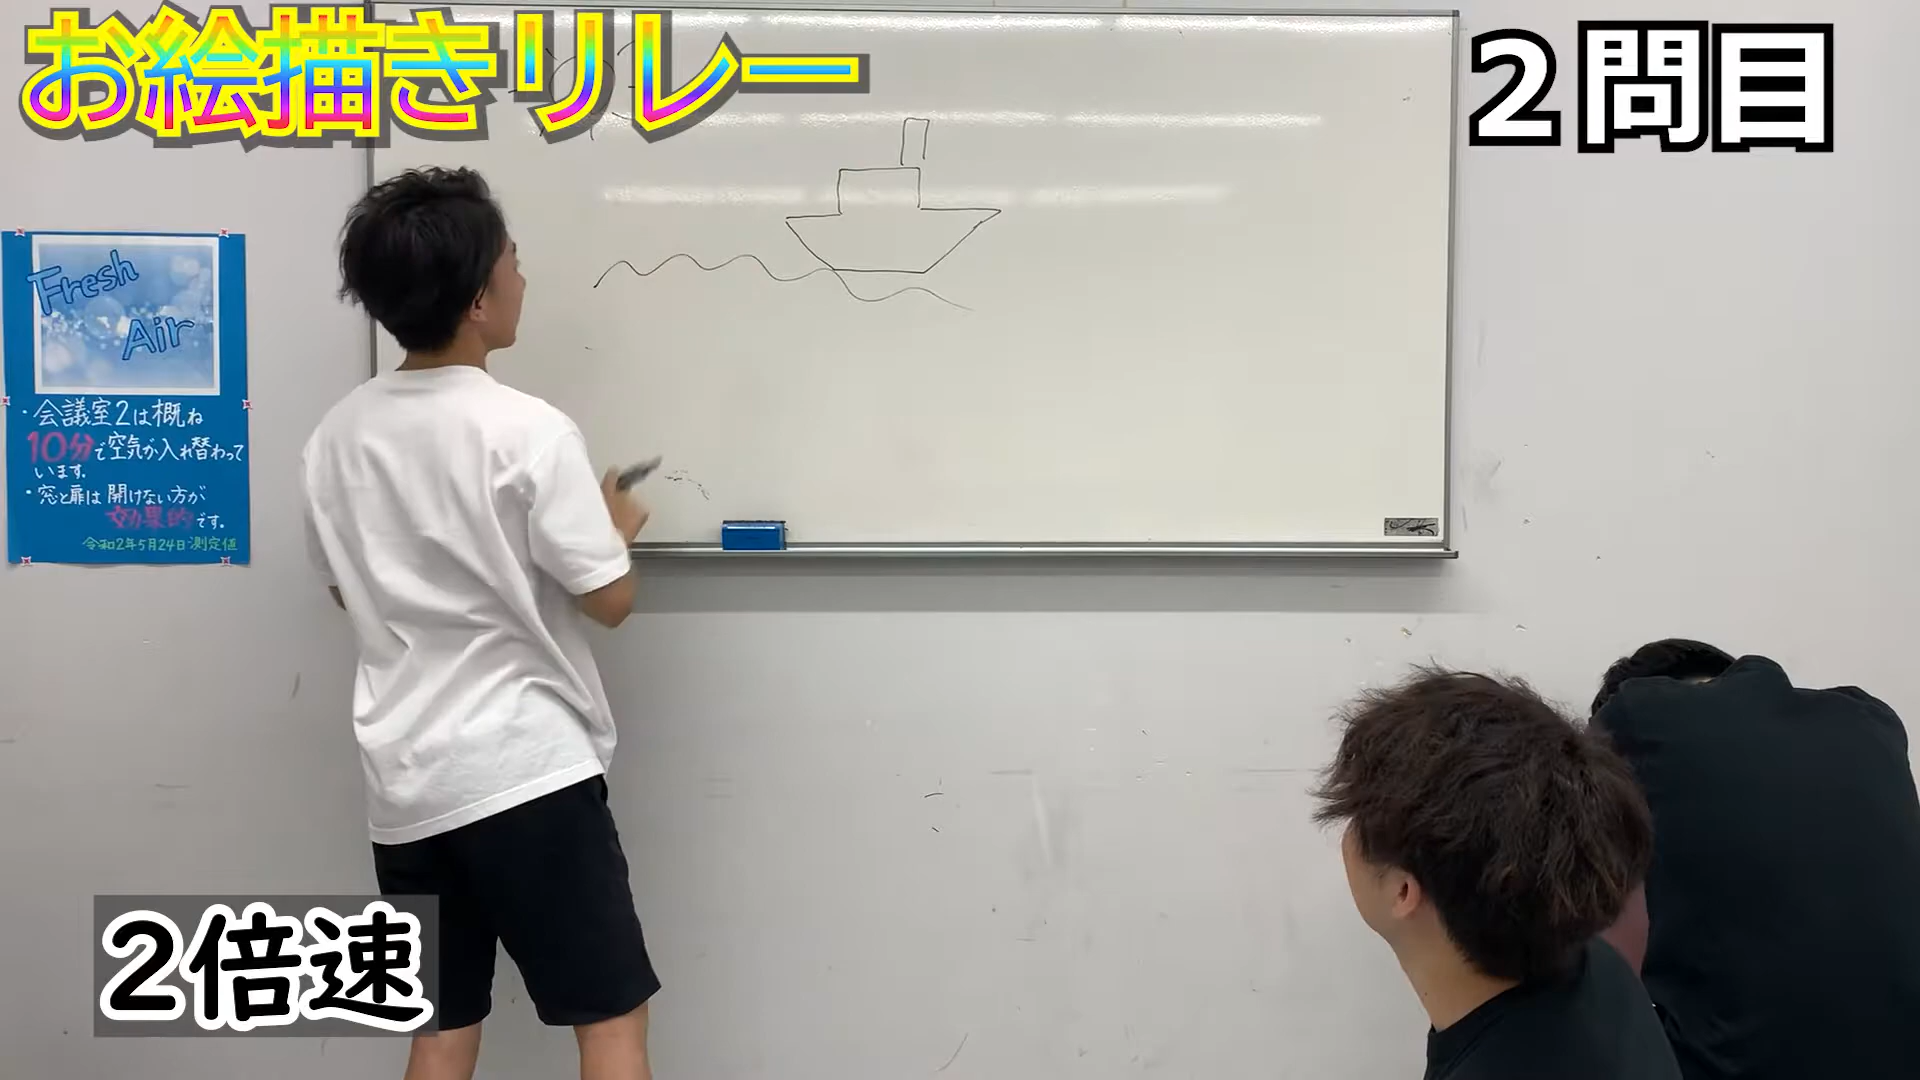 お絵描きリレー
2問目
Fresh
Air
・会議室2は概ね
10分で空気が入れ替わって
います。
・窓と扉は開けない方が
効果的です。
令和2年5月24日測定値
2倍速